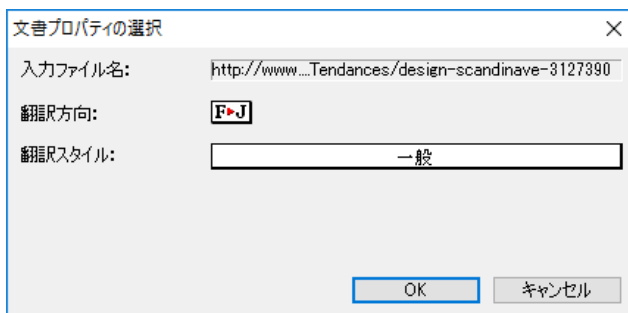 文書プロパティの選択
入力ファイル名: http://www....Tendances/design-scandinave-3127390
翻訳方向: F▶J
翻訳スタイル: 一般
OK キャンセル